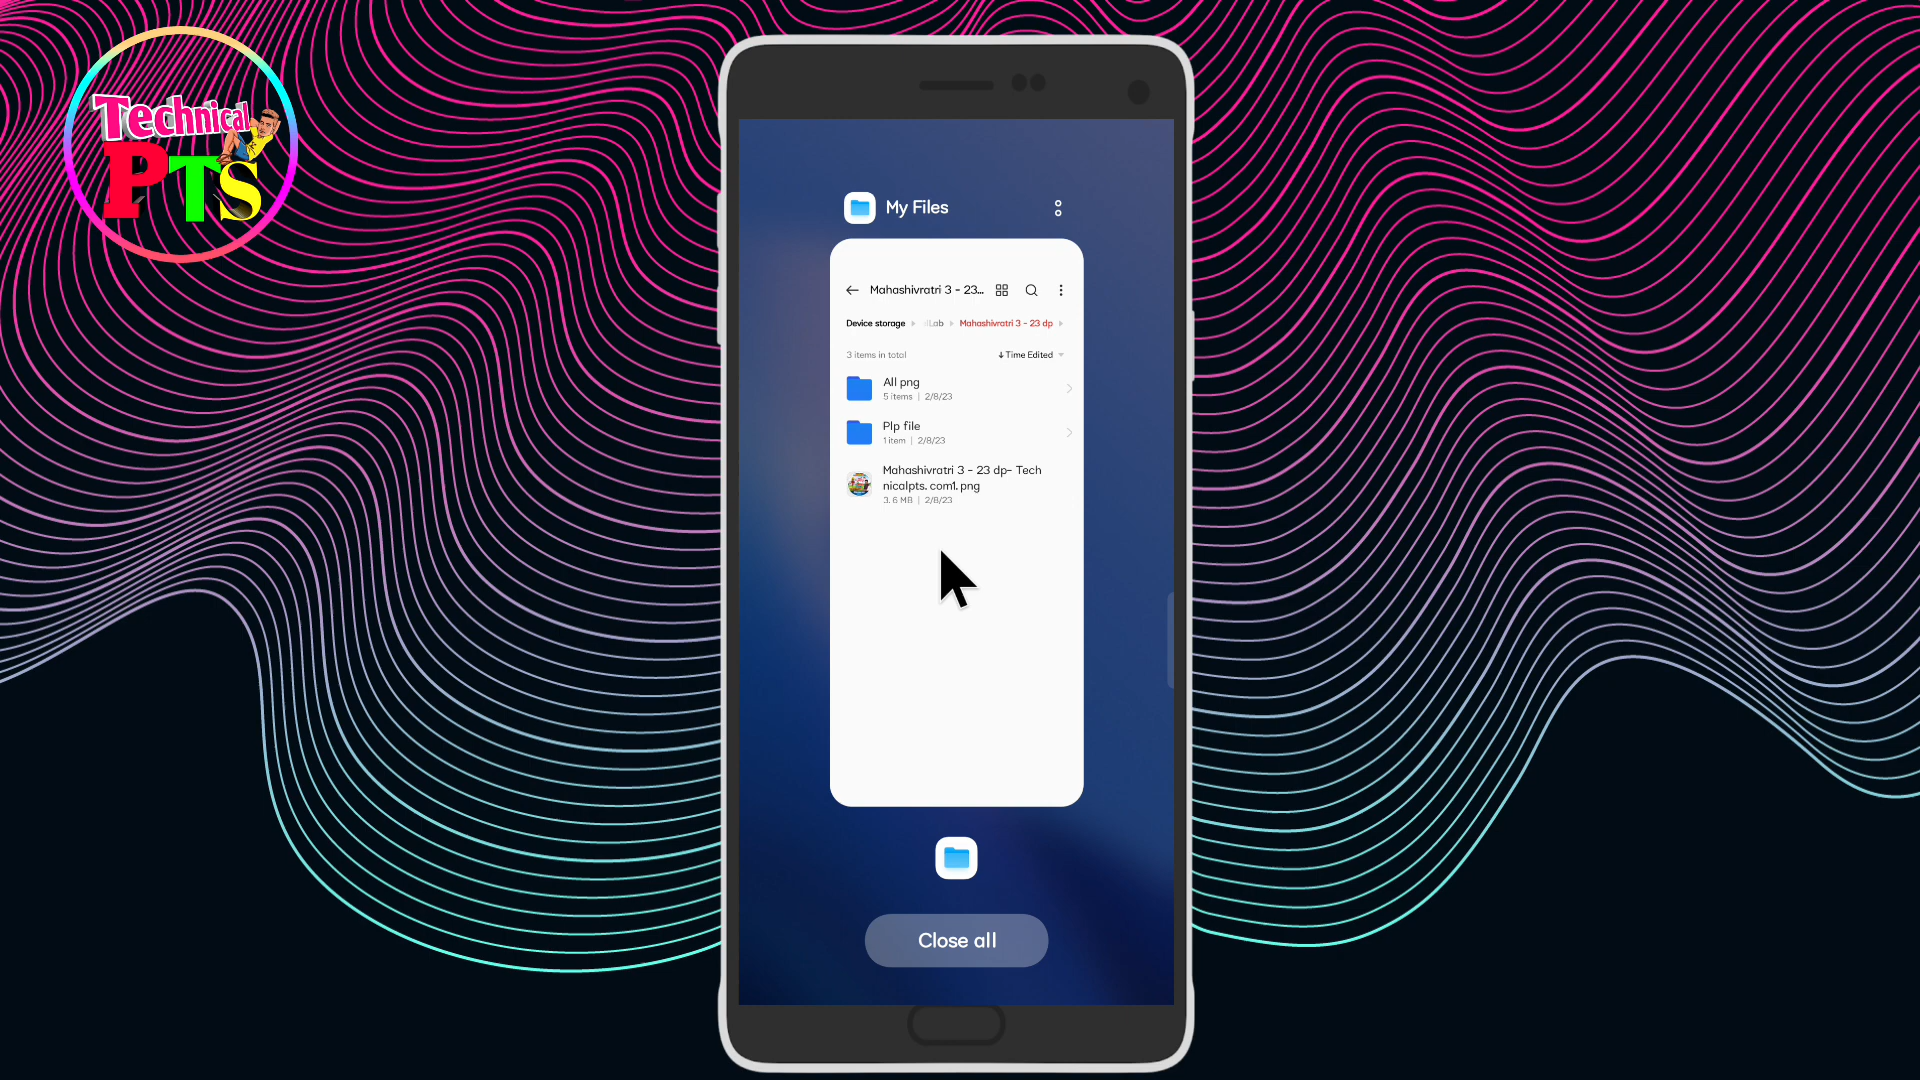 Technical
PTS
My Files
Mahashivratri 3 - 23...
Device storage
iLab
Mahashivratri 3 - 23 dp
3 items in total
Time Edited
All png
5 items | 2/8/23
Plp file
1 item | 2/8/23
Mahashivratri 3 - 23 dp- Tech
nicalpts. com1. png
3. 6 MB | 2/8/23
Close all